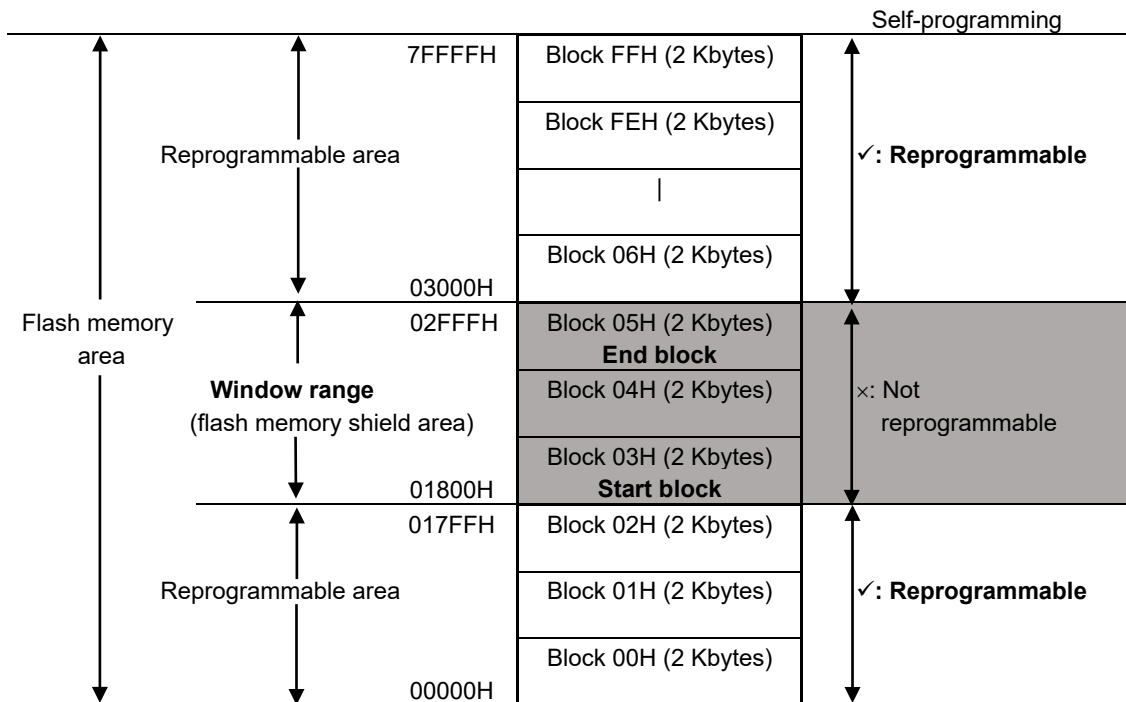 Self-programming
7FFFFH Block FFH (2 Kbytes)
Block FEH (2 Kbytes)
Reprogrammable area ✓: Reprogrammable
|
Block 06H (2 Kbytes)
03000H
Flash memory area
02FFFH Block 05H (2 Kbytes)
End block
Window range
(flash memory shield area)
Block 04H (2 Kbytes)
×: Not
reprogrammable
Block 03H (2 Kbytes)
01800H Start block
017FFH Block 02H (2 Kbytes)
Reprogrammable area Block 01H (2 Kbytes) ✓: Reprogrammable
Block 00H (2 Kbytes)
00000H